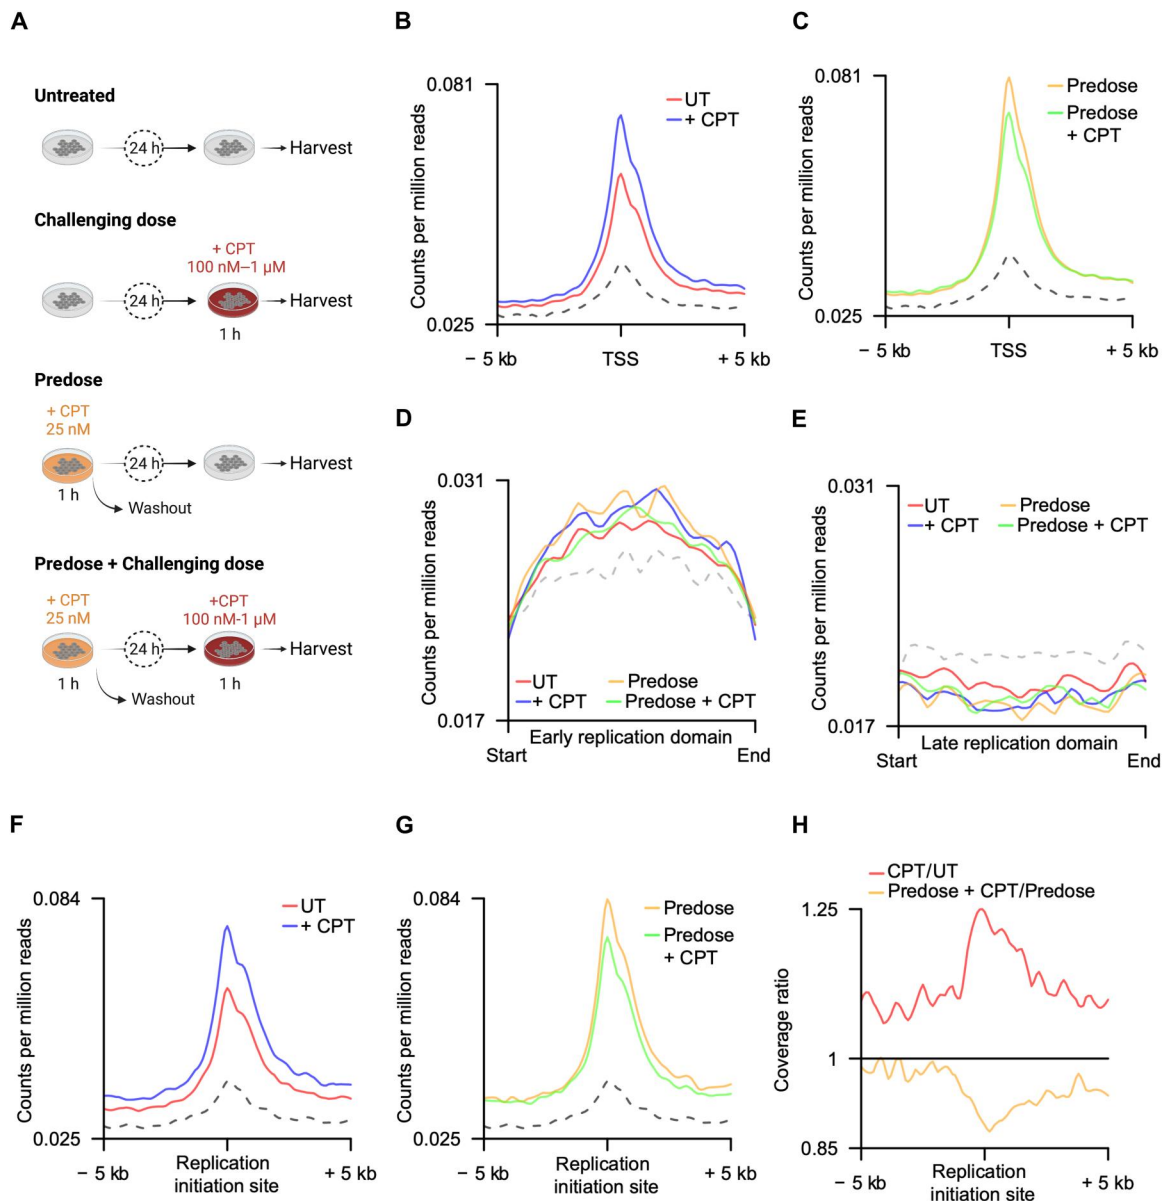 A
Untreated
24 h
Harvest
Challenging dose
+ CPT
100 nM–1 µM
24 h
Harvest
1 h
Predose
+ CPT
25 nM
24 h
Harvest
1 h
Washout
Predose + Challenging dose
+ CPT
25 nM
+CPT
100 nM-1 µM
24 h
Harvest
1 h
1 h
Washout
B
Counts per million reads
0.081
0.025
UT
+ CPT
− 5 kb
TSS
+ 5 kb
C
Counts per million reads
0.081
0.025
Predose
Predose
+ CPT
− 5 kb
TSS
+ 5 kb
D
Counts per million reads
0.031
0.017
UT
Predose
+ CPT
Predose + CPT
Early replication domain
Start
End
E
Counts per million reads
0.031
0.017
UT
Predose
+ CPT
Predose + CPT
Late replication domain
Start
End
F
Counts per million reads
0.084
0.025
UT
+ CPT
− 5 kb
Replication
initiation site
+ 5 kb
G
Counts per million reads
0.084
0.025
Predose
Predose
+ CPT
− 5 kb
Replication
initiation site
+ 5 kb
H
CPT/UT
Predose + CPT/Predose
Coverage ratio
1.25
1
0.85
− 5 kb
Replication
initiation site
+ 5 kb